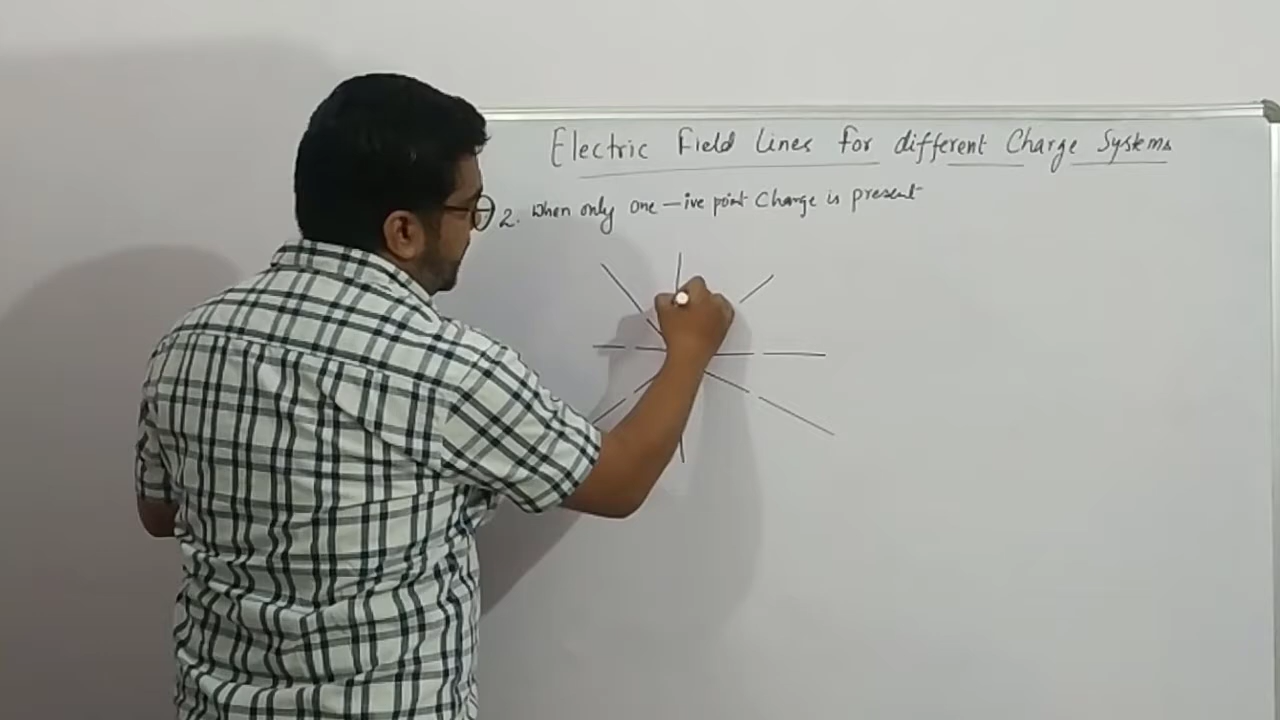 Electric Field Lines for different Charge Systems
2. When only one -ive point Charge is present